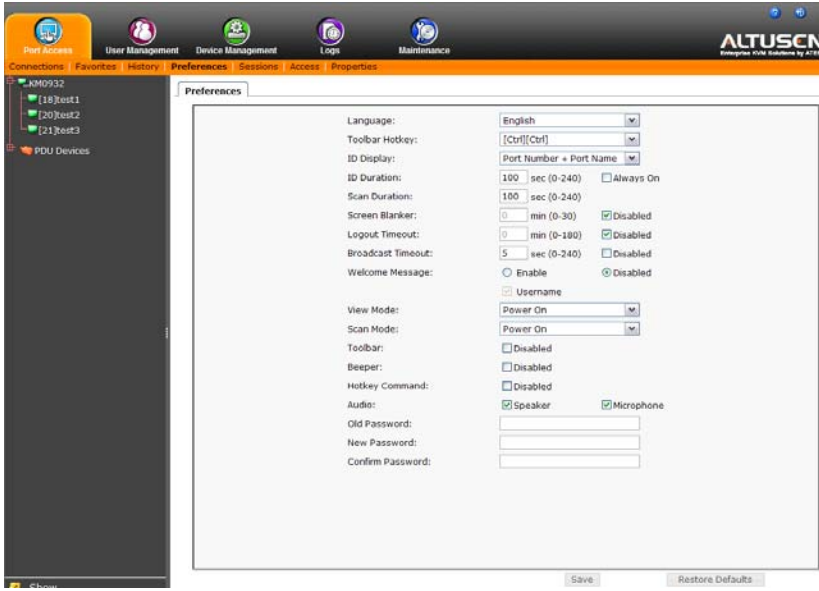 ALTUSEN
Enterprise KVM Solutions by ATEN
Port Access User Management Device Management Logs Maintenance
Connections Favorites History Preferences Sessions Access Properties
KM0932
[18]test1
[20]test2
[21]test3
PDU Devices
Preferences
Language: English
Toolbar Hotkey: [Ctrl][Ctrl]
ID Display: Port Number + Port Name
ID Duration: 100 sec (0-240) Always On
Scan Duration: 100 sec (0-240)
Screen Blanker: 0 min (0-30) Disabled
Logout Timeout: 0 min (0-180) Disabled
Broadcast Timeout: 5 sec (0-240) Disabled
Welcome Message: Enable Disabled
Username
View Mode: Power On
Scan Mode: Power On
Toolbar: Disabled
Beeper: Disabled
Hotkey Command: Disabled
Audio: Speaker Microphone
Old Password:
New Password:
Confirm Password:
Show
Save Restore Defaults